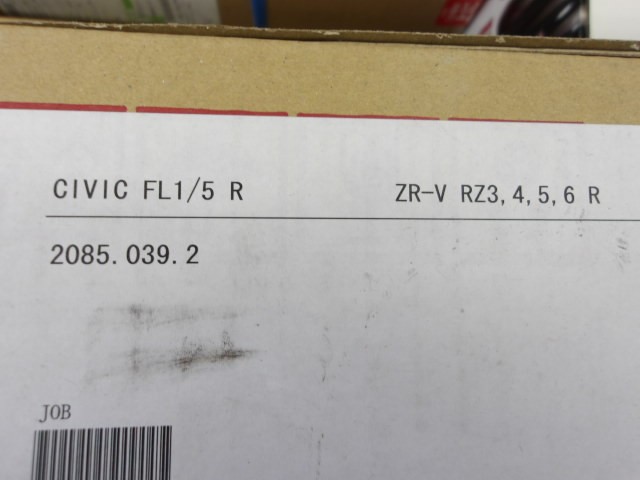 CIVIC FL1/5 R ZR-V RZ3,4,5,6 R
2085.039.2
JOB